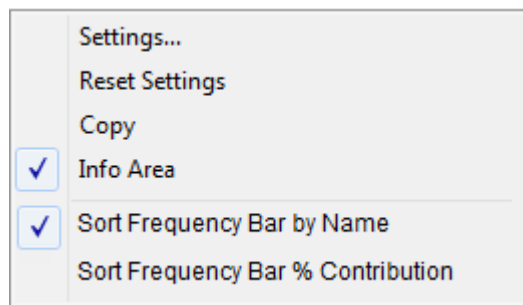 Settings...
Reset Settings
Copy
Info Area
Sort Frequency Bar by Name
Sort Frequency Bar % Contribution